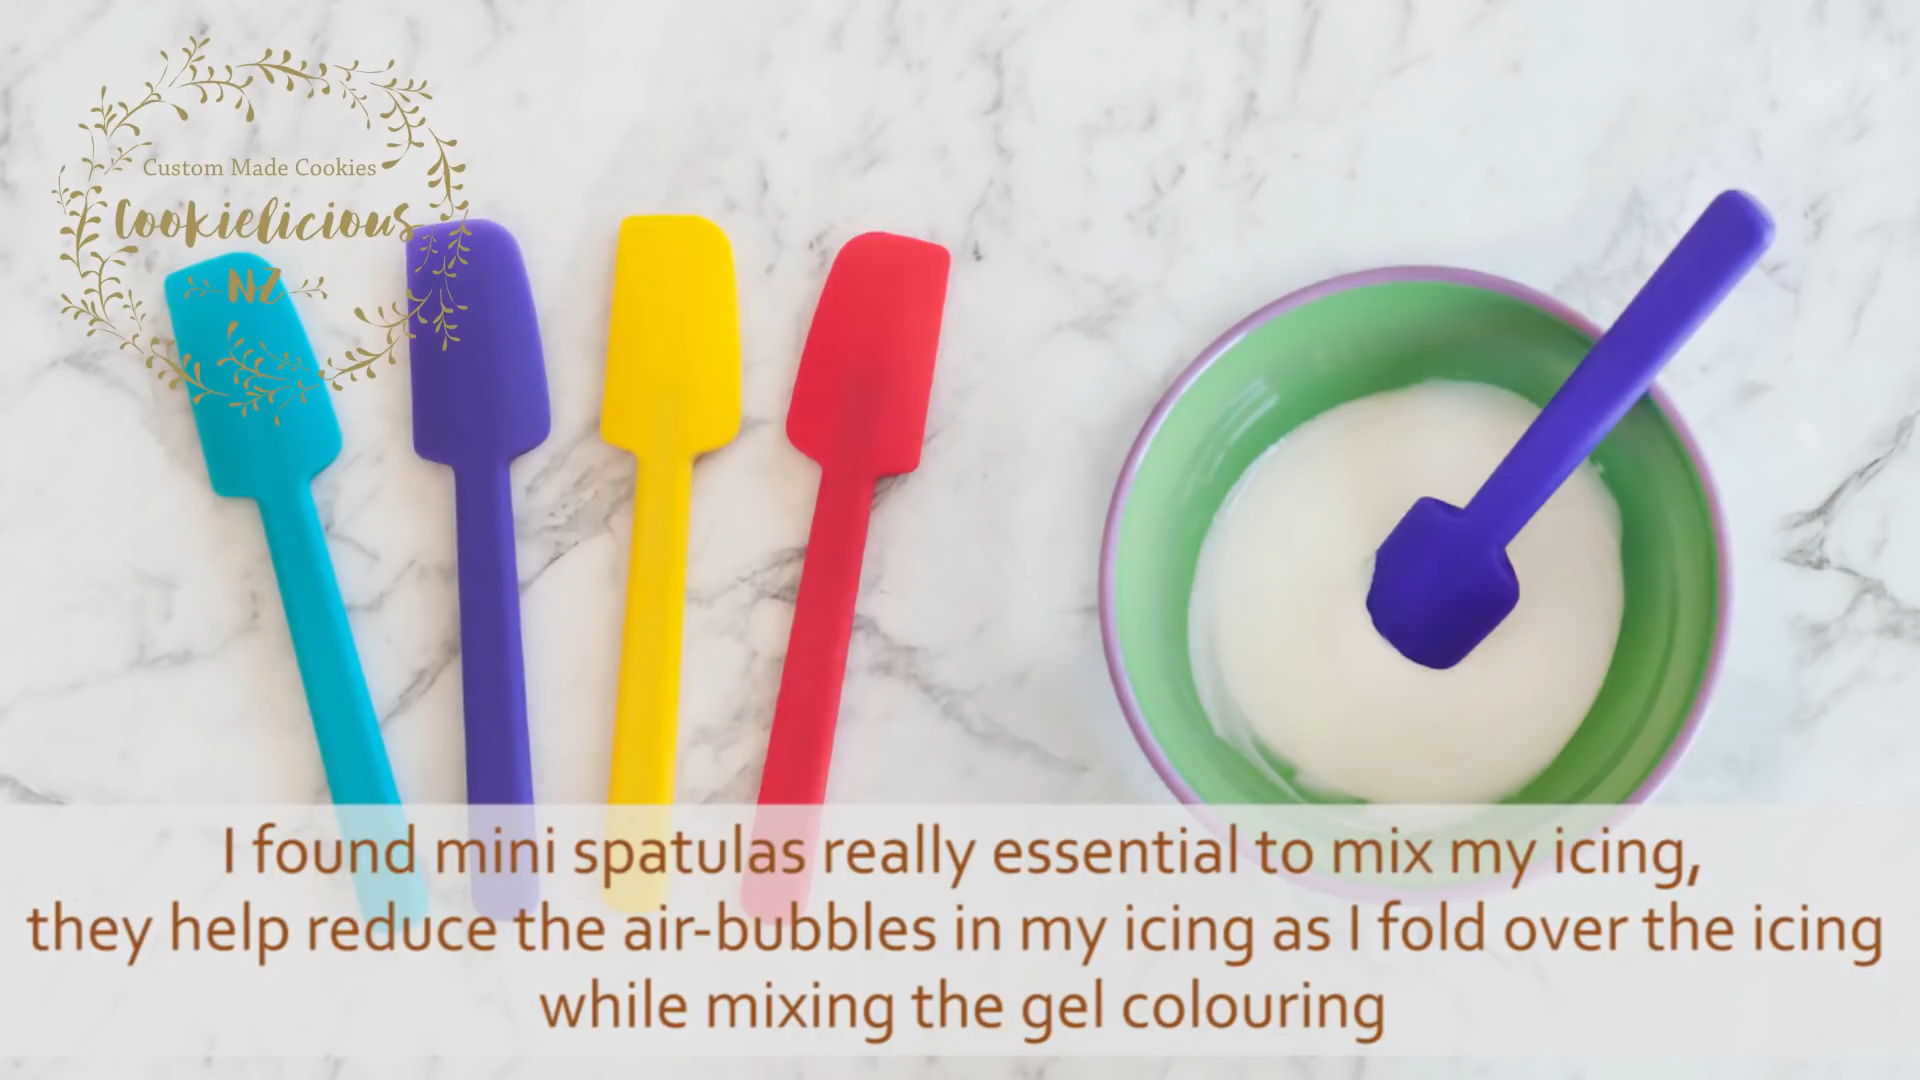 Custom Made Cookies
Cookielicious
NZ
I found mini spatulas really essential to mix my icing,
they help reduce the air-bubbles in my icing as I fold over the icing
while mixing the gel colouring